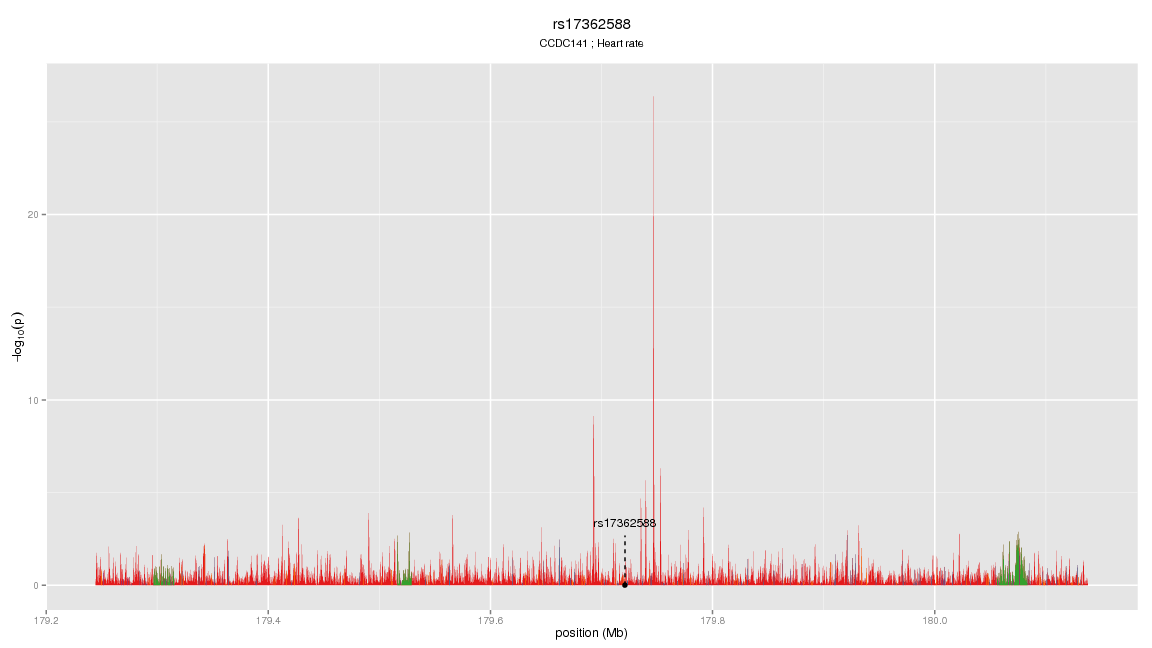 rs17362588
CCDC141 ; Heart rate
20
10
0
−log10(p)
rs17362588
179.2
179.4
179.6
179.8
180.0
position (Mb)